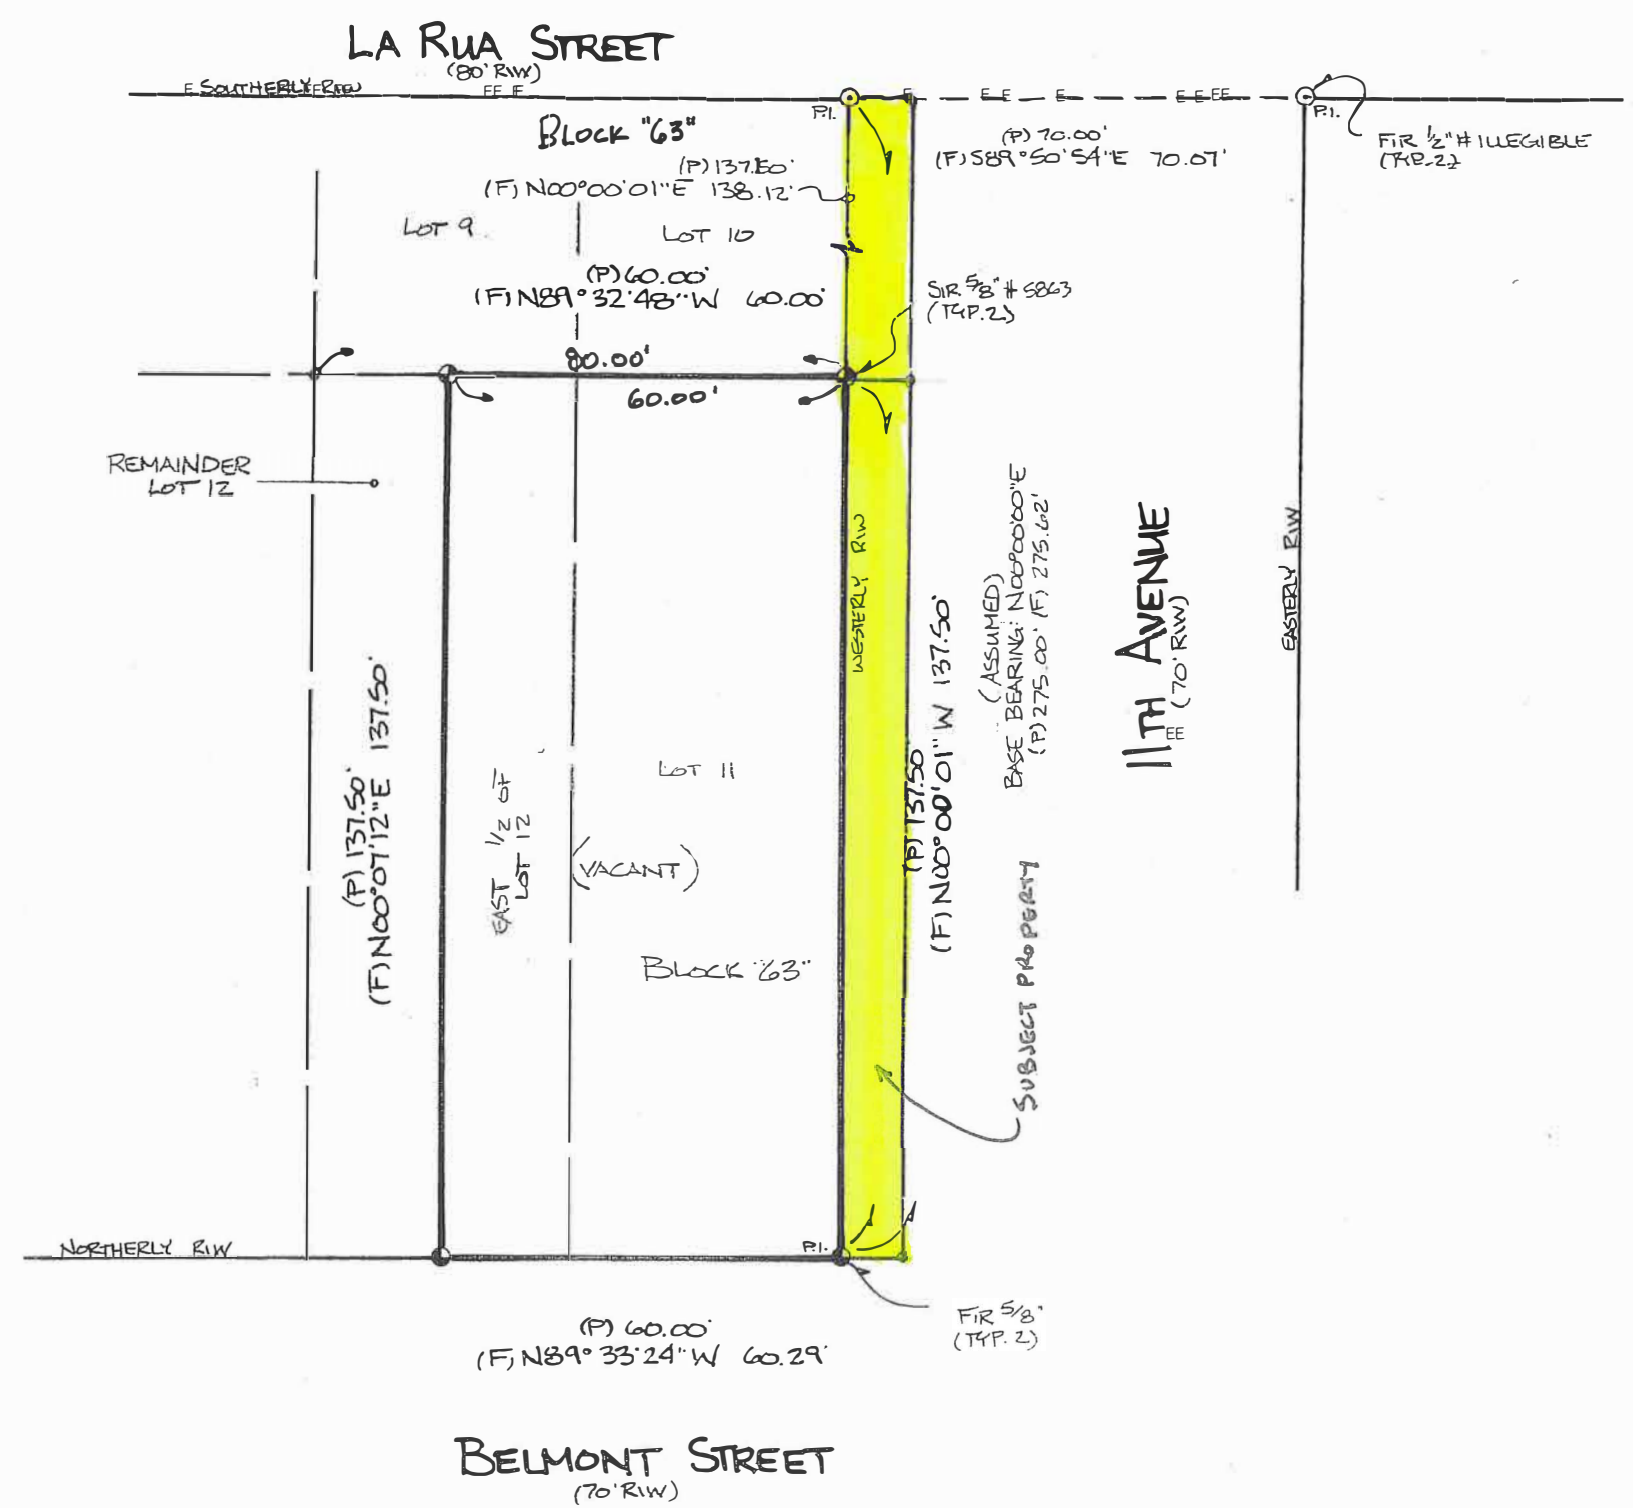 LA RUA STREET
(80' R/W)
SOUTHERLY R/W
BLOCK "63"
P.I.
(P) 70.00'
(F) S89°50'54"E 70.07'
P.I.
FIR 1/2" # ILLEGIBLE
(TYP. 2)
(P) 137.50'
(F) N00°00'01"E 138.12'
LOT 9
LOT 10
(P) 60.00'
(F) N89°32'48"W 60.00'
SIR 5/8" # 5863
(TYP. 2)
80.00'
60.00'
REMAINDER
LOT 12
WESTERLY R/W
(P) 137.50'
(F) N00°00'01"W 137.50'
(ASSUMED)
BASE BEARING: N00°00'00"E
(P) 275.00' (F) 275.62'
11TH AVENUE
(70' R/W)
EASTERLY R/W
(P) 137.50'
(F) N00°07'12"E 137.50'
EAST 1/2 OF
LOT 12
LOT 11
(VACANT)
BLOCK "63"
SUBJECT PROPERTY
NORTHERLY R/W
P.I.
FIR 5/8"
(TYP. 2)
(P) 60.00'
(F) N89°33'24"W 60.29'
BELMONT STREET
(70' R/W)